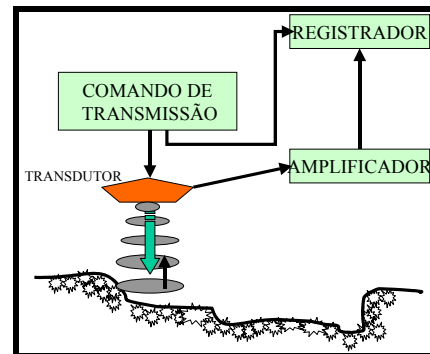 REGISTRADOR
COMANDO DE
TRANSMISSÃO
TRANSDUTOR
AMPLIFICADOR